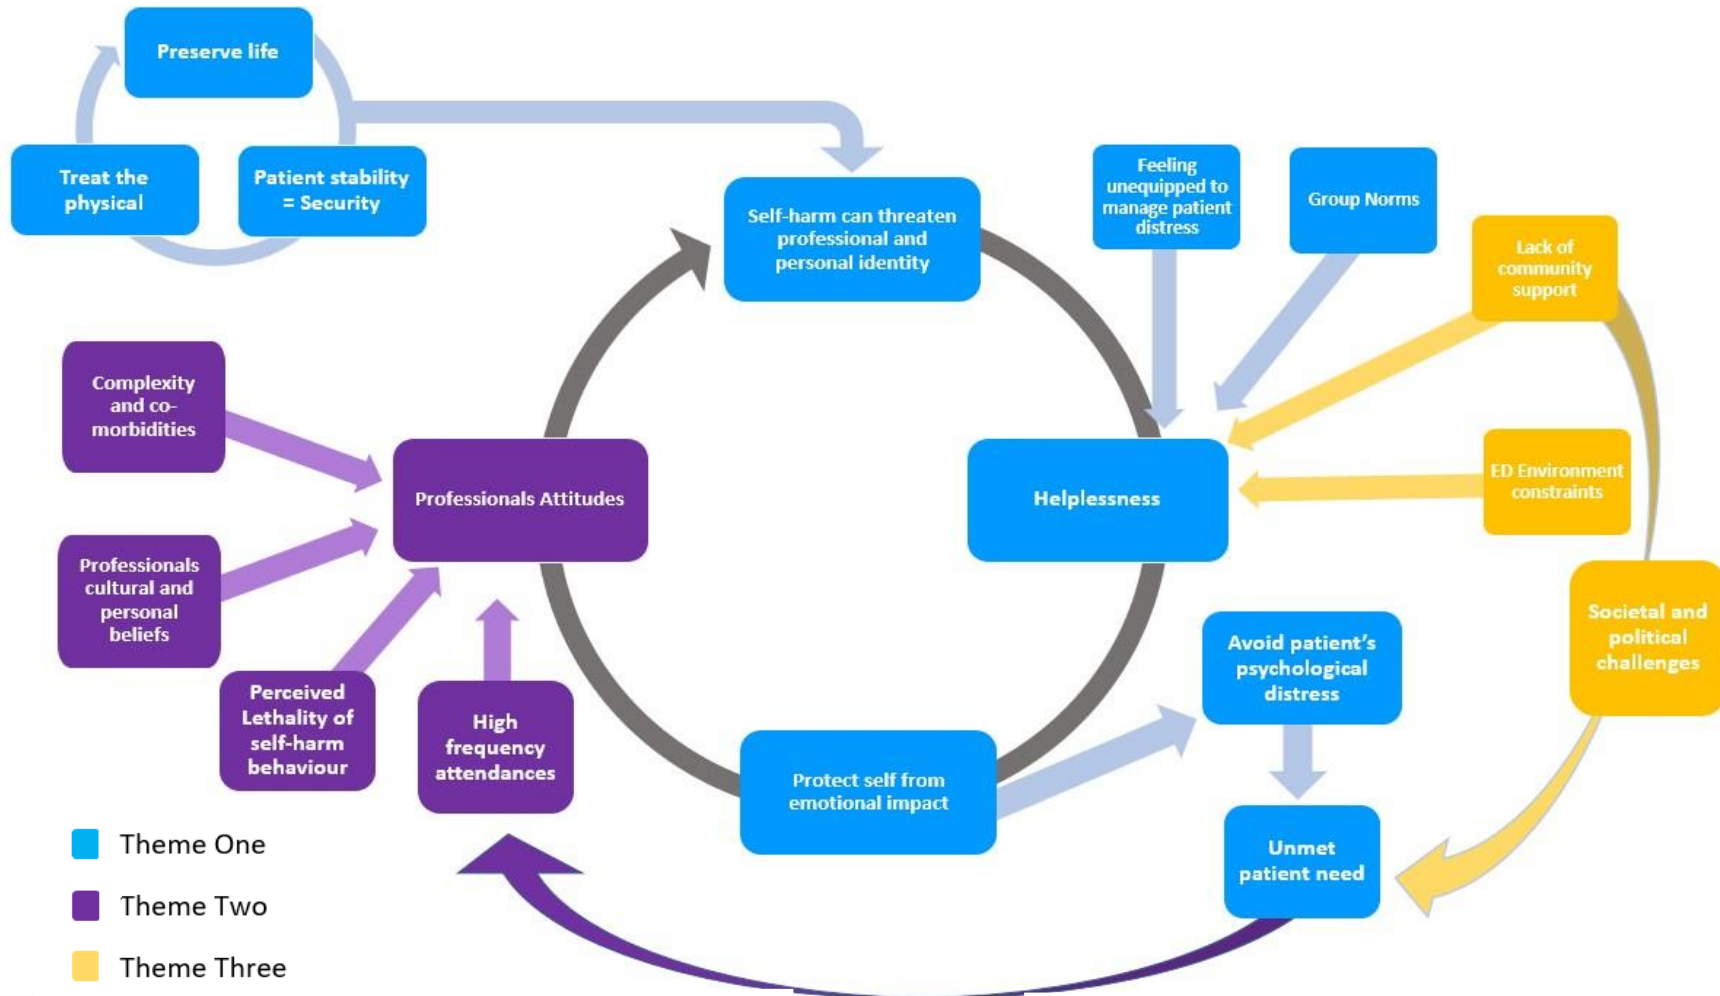 Preserve life
Treat the
physical
Patient stability
= Security
Self-harm can threaten
professional and
personal identity
Feeling
unequipped to
manage patient
distress
Group Norms
Lack of
community
support
Complexity
and co-
morbidities
Professionals Attitudes
Helplessness
ED Environment
constraints
Professionals
cultural and
personal
beliefs
Societal and
political
challenges
Avoid patient's
psychological
distress
Perceived
Lethality of
self-harm
behaviour
High
frequency
attendances
Protect self from
emotional impact
Unmet
patient need
Theme One
Theme Two
Theme Three